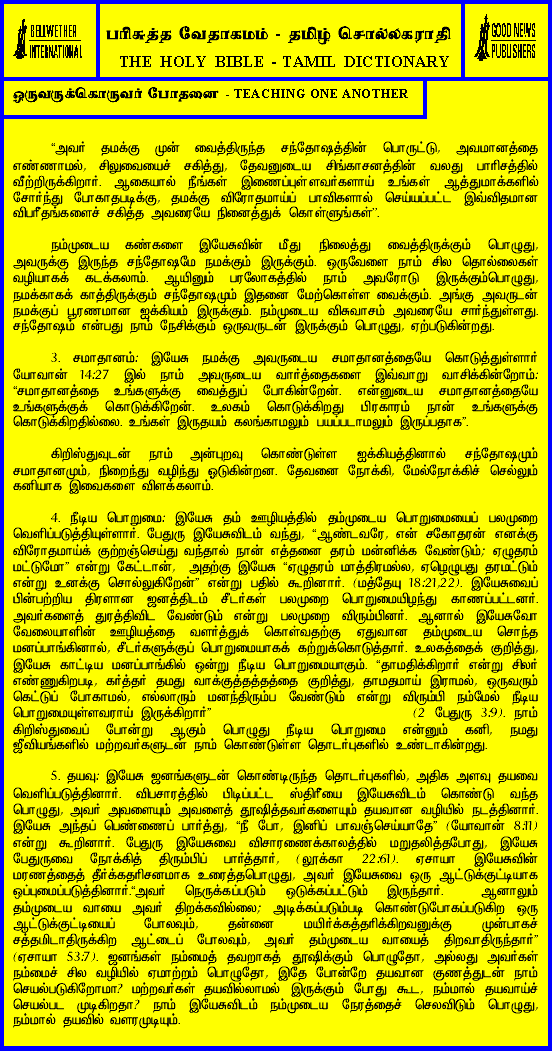 BELLWETHER
INTERNATIONAL
பரிசுத்த வேதாகமம் - தமிழ் சொல்லகராதி
THE HOLY BIBLE - TAMIL DICTIONARY
GOOD NEWS
PUBLISHERS
ஒருவருக்கொருவர் போதனை - TEACHING ONE ANOTHER
“அவர் தமக்கு முன் வைத்திருந்த சந்தோஷத்தின் பொருட்டு, அவமானத்தை
எண்ணாமல், சிலுவையைச் சகித்து, தேவனுடைய சிங்காசனத்தின் வலது பாரிசத்தில்
வீற்றிருக்கிறார். ஆகையால் நீங்கள் இணைப்புள்ளவர்களாய் உங்கள் ஆத்துமாக்களில்
சோர்ந்து போகாதபடிக்கு, தமக்கு விரோதமாய்ப் பாவிகளால் செய்யப்பட்ட இவ்விதமான
விபரீதங்களைச் சகித்த அவரையே நினைத்துக் கொள்ளுங்கள்”.
நம்முடைய கண்களை இயேசுவின் மீது நிலைத்து வைத்திருக்கும் பொழுது,
அவருக்கு இருந்த சந்தோஷமே நமக்கும் இருக்கும். ஒருவேளை நாம் சில தொல்லைகள்
வழியாகக் கடக்கலாம். ஆயினும் பரலோகத்தில் நாம் அவரோடு இருக்கும்பொழுது,
நமக்காகக் காத்திருக்கும் சந்தோஷமும் இதனை மேற்கொள்ள வைக்கும். அங்கு அவருடன்
நமக்குப் பூரணமான ஐக்கியம் இருக்கும். நம்முடைய விசுவாசம் அவரையே சார்ந்துள்ளது.
சந்தோஷம் என்பது நாம் நேசிக்கும் ஒருவருடன் இருக்கும் பொழுது, ஏற்படுகின்றது.
3. சமாதானம்: இயேசு நமக்கு அவருடைய சமாதானத்தையே கொடுத்துள்ளார்
யோவான் 14:27 இல் நாம் அவருடைய வார்த்தைகளை இவ்வாறு வாசிக்கின்றோம்:
“சமாதானத்தை உங்களுக்கு வைத்துப் போகின்றேன். என்னுடைய சமாதானத்தையே
உங்களுக்குக் கொடுக்கிறேன். உலகம் கொடுக்கிறது பிரகாரம் நான் உங்களுக்கு
கொடுக்கிறதில்லை. உங்கள் இருதயம் கலங்காமலும் பயப்படாமலும் இருப்பதாக”.
கிறிஸ்துவுடன் நாம் அன்புறவு கொண்டுள்ள ஐக்கியத்தினால் சந்தோஷமும்
சமாதானமும், நிறைந்து வழிந்து ஓடுகின்றன. தேவனை நோக்கி, மேல்நோக்கிச் செல்லும்
கனியாக இவைகளை விளக்கலாம்.
4. நீடிய பொறுமை: இயேசு தம் ஊழியத்தில் தம்முடைய பொறுமையைப் பலமுறை
வெளிப்படுத்தியுள்ளார். பேதுரு இயேசுவிடம் வந்து, “ஆண்டவரே, என் சகோதரன் எனக்கு
விரோதமாய்க் குற்றஞ்செய்து வந்தால் நான் எத்தனை தரம் மன்னிக்க வேண்டும்; ஏழுதரம்
மட்டுமோ” என்று கேட்டான், அதற்கு இயேசு “ஏழுதரம் மாத்திரமல்ல, ஏழெழுபது தரமட்டும்
என்று உனக்கு சொல்லுகிறேன்” என்று பதில் கூறினார். (மத்தேயு 18:21,22). இயேசுவைப்
பின்பற்றிய திரளான ஜனத்திடம் சீடர்கள் பலமுறை பொறுமையிழந்து காணப்பட்டனர்.
அவர்களைத் துரத்திவிட வேண்டும் என்று பலமுறை விரும்பினர். ஆனால் இயேசுவோ
வேலையாளின் ஊழியத்தை வளர்த்துக் கொள்வதற்கு ஏதுவான தம்முடைய சொந்த
மனப்பாங்கினால், சீடர்களுக்குப் பொறுமையாகக் கற்றுக்கொடுத்தார். உலகத்தைக் குறித்து,
இயேசு காட்டிய மனப்பாங்கில் ஒன்று நீடிய பொறுமையாகும். “தாமதிக்கிறார் என்று சிலர்
எண்ணுகிறபடி, கர்த்தர் தமது வாக்குத்தத்தத்தை குறித்து, தாமதமாய் இராமல், ஒருவரும்
கெட்டுப் போகாமல், எல்லாரும் மனந்திரும்ப வேண்டும் என்று விரும்பி நம்மேல் நீடிய
பொறுமையுள்ளவராய் இருக்கிறார்” (2 பேதுரு 3:9). நாம்
கிறிஸ்துவைப் போன்று ஆகும் பொழுது நீடிய பொறுமை என்னும் கனி, நமது
ஜீவியங்களில் மற்றவர்களுடன் நாம் கொண்டுள்ள தொடர்புகளில் உண்டாகின்றது.
5. தயவு: இயேசு ஜனங்களுடன் கொண்டிருந்த தொடர்புகளில், அதிக அளவு தயவை
வெளிப்படுத்தினார். விபசாரத்தில் பிடிப்பட்ட ஸ்திரீயை இயேசுவிடம் கொண்டு வந்த
பொழுது, அவர் அவளையும் அவளைத் தூஷித்தவர்களையும் தயவான வழியில் நடத்தினார்.
இயேசு அந்தப் பெண்ணைப் பார்த்து, “நீ போ, இனிப் பாவஞ்செய்யாதே” (யோவான் 8:11)
என்று கூறினார். பேதுரு இயேசுவை விசாரணைக்காலத்தில் மறுதலித்தபோது, இயேசு
பேதுருவை நோக்கித் திரும்பிப் பார்த்தார், (லூக்கா 22:61). ஏசாயா இயேசுவின்
மரணத்தைத் தீர்க்கதரிசனமாக உரைத்தபொழுது, அவர் இயேசுவை ஒரு ஆட்டுக்குட்டியாக
ஒப்புமைப்படுத்தினார்.“அவர் நெருக்கப்படும் ஒடுக்கப்பட்டும் இருந்தார். ஆனாலும்
தம்முடைய வாயை அவர் திறக்கவில்லை; அடிக்கப்படும்படி கொண்டுபோகப்படுகிற ஒரு
ஆட்டுக்குட்டியைப் போலவும், தன்னை மயிர்க்கத்தரிக்கிறவனுக்கு முன்பாகச்
சத்தமிடாதிருக்கிற ஆட்டைப் போலவும், அவர் தம்முடைய வாயைத் திறவாதிருந்தார்”
(ஏசாயா 53:7). ஜனங்கள் நம்மைத் தவறாகத் தூஷிக்கும் பொழுதோ, அல்லது அவர்கள்
நம்மைச் சில வழியில் ஏமாற்றம் பொழுதோ, இதே போன்றே தயவான குணத்துடன் நாம்
செயல்படுகிறோமா? மற்றவர்கள் தயவில்லாமல் இருக்கும் போது கூட, நம்மால் தயவாய்ச்
செயல்பட முடிகிறதா? நாம் இயேசுவிடம் நம்முடைய நேரத்தைச் செலவிடும் பொழுது,
நம்மால் தயவில் வளரமுடியும்.